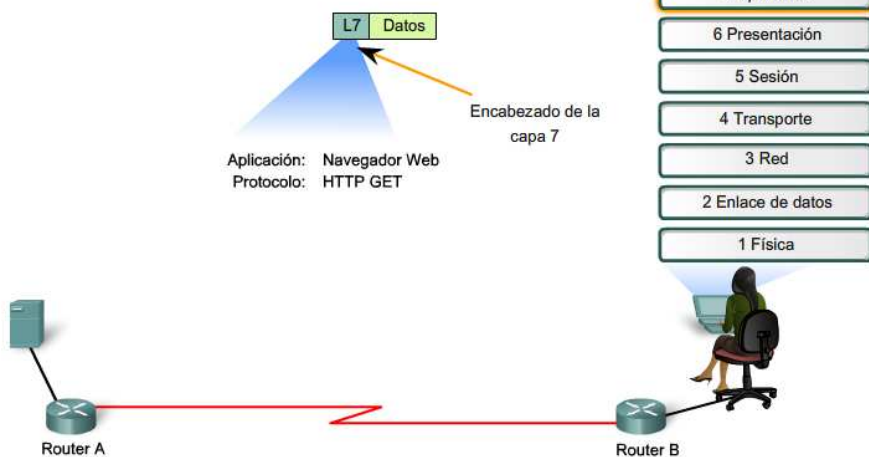 L7 Datos
6 Presentación
5 Sesión
Encabezado de la
capa 7
4 Transporte
Aplicación: Navegador Web
Protocolo: HTTP GET
3 Red
2 Enlace de datos
1 Física
Router A
Router B